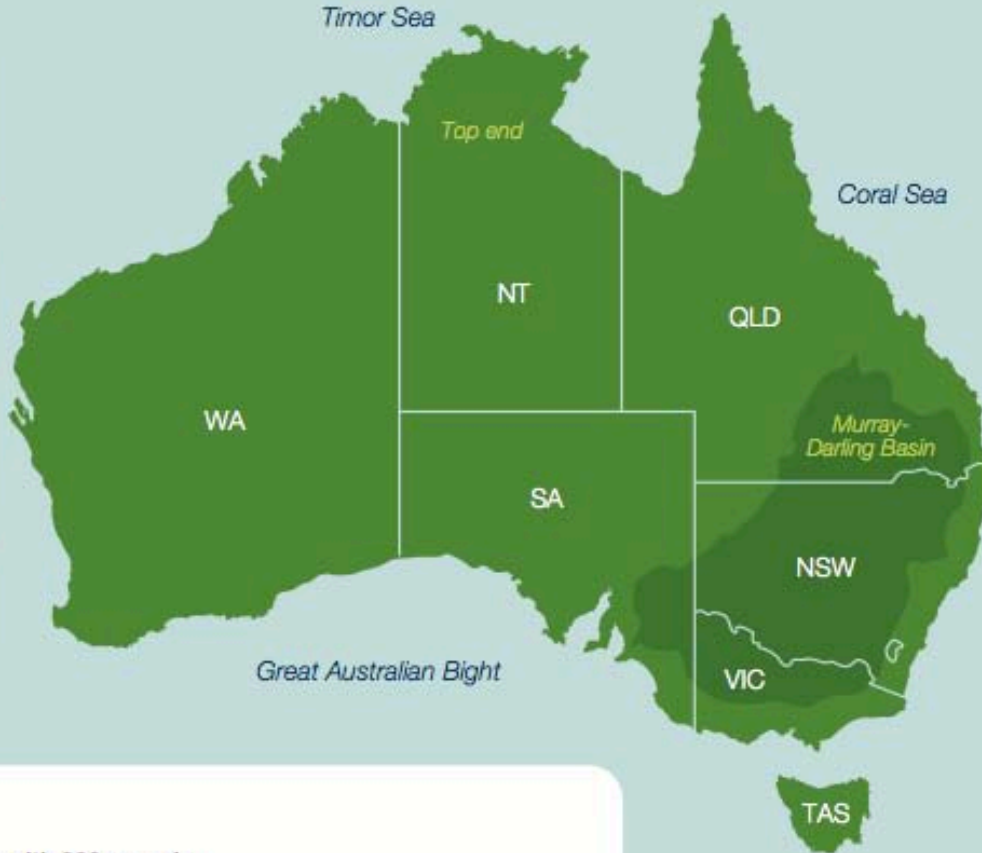 Timor Sea
Top end
Coral Sea
NT
QLD
WA
Murray-
Darling Basin
SA
NSW
Great Australian Bight
VIC
TAS